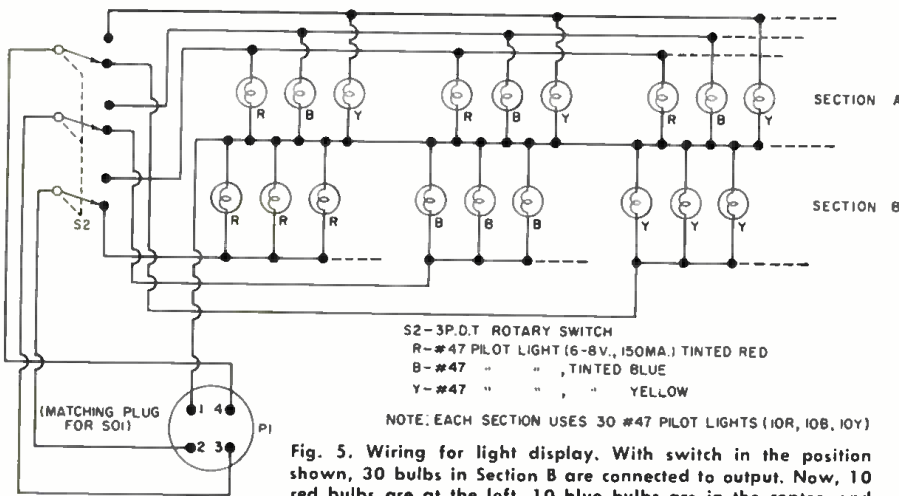 R B Y R B Y R B Y
SECTION A
R R R B B B Y Y Y
SECTION B
S2
S2-3P.D.T ROTARY SWITCH
R-#47 PILOT LIGHT (6-8V., 150MA.) TINTED RED
B-#47 " " , TINTED BLUE
Y-#47 " " , " YELLOW
NOTE: EACH SECTION USES 30 #47 PILOT LIGHTS (10R, 10B, 10Y)
(MATCHING PLUG
FOR SO1)
1 4
2 3
P1
Fig. 5. Wiring for light display. With switch in the position
shown, 30 bulbs in Section B are connected to output. Now, 10
red bulbs are at the left, 10 blue bulbs are in the center, and